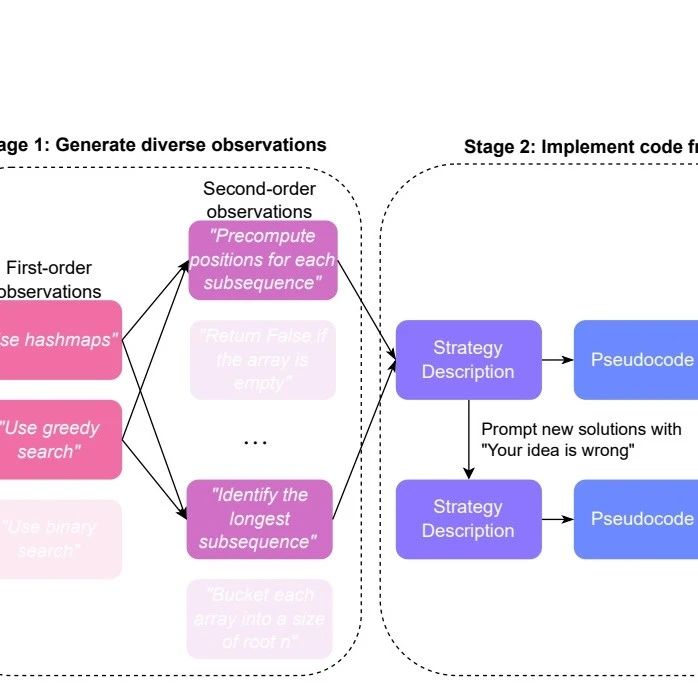 age 1: Generate diverse observations
Stage 2: Implement code fr
Second-order
observations
"Precompute
positions for each
subsequence"
First-order
observations
se hashmaps"
"Return False if
the array is
empty"
"Use greedy
search"
...
"Identify the
longest
subsequence"
"Use binary
search"
"Bucket each
array into a size
of root n"
Strategy
Description
Pseudocode
Prompt new solutions with
"Your idea is wrong"
Strategy
Description
Pseudocode